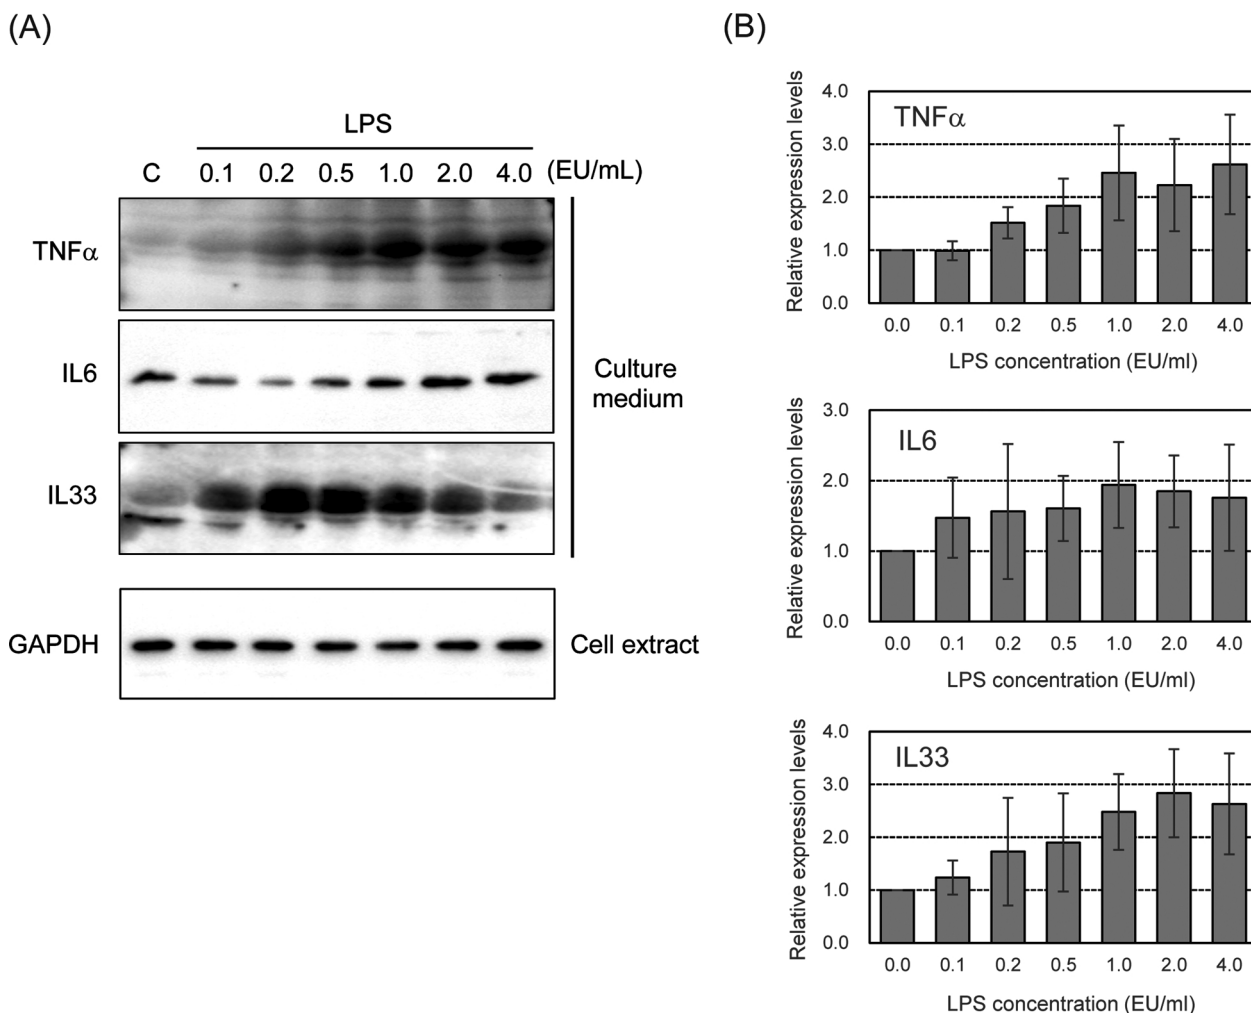 (A)
LPS
C 0.1 0.2 0.5 1.0 2.0 4.0 (EU/mL)
TNFα
IL6
IL33
Culture
medium
GAPDH
Cell extract
(B)
Relative expression levels
4.0
3.0
2.0
1.0
0.0
TNFα
0.0 0.1 0.2 0.5 1.0 2.0 4.0
LPS concentration (EU/ml)
Relative expression levels
3.0
2.0
1.0
0.0
IL6
0.0 0.1 0.2 0.5 1.0 2.0 4.0
LPS concentration (EU/ml)
Relative expression levels
4.0
3.0
2.0
1.0
0.0
IL33
0.0 0.1 0.2 0.5 1.0 2.0 4.0
LPS concentration (EU/ml)